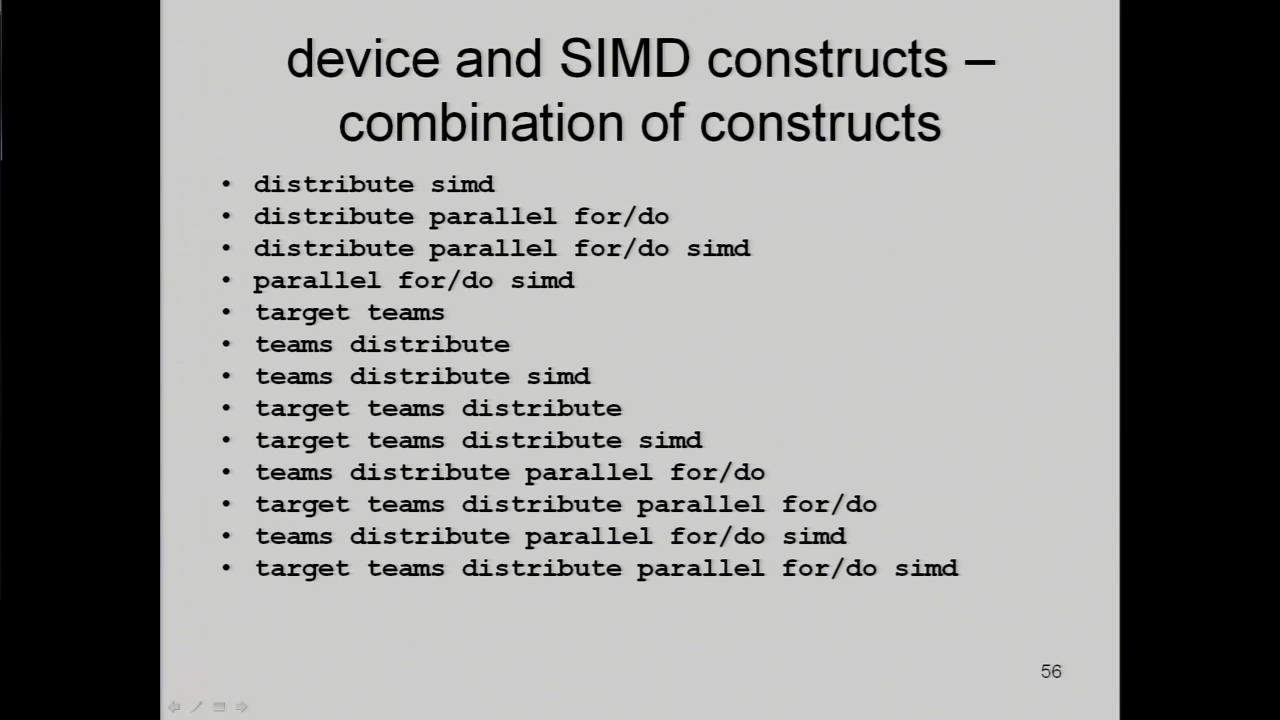 device and SIMD constructs –
combination of constructs
• distribute simd
• distribute parallel for/do
• distribute parallel for/do simd
• parallel for/do simd
• target teams
• teams distribute
• teams distribute simd
• target teams distribute
• target teams distribute simd
• teams distribute parallel for/do
• target teams distribute parallel for/do
• teams distribute parallel for/do simd
• target teams distribute parallel for/do simd
56